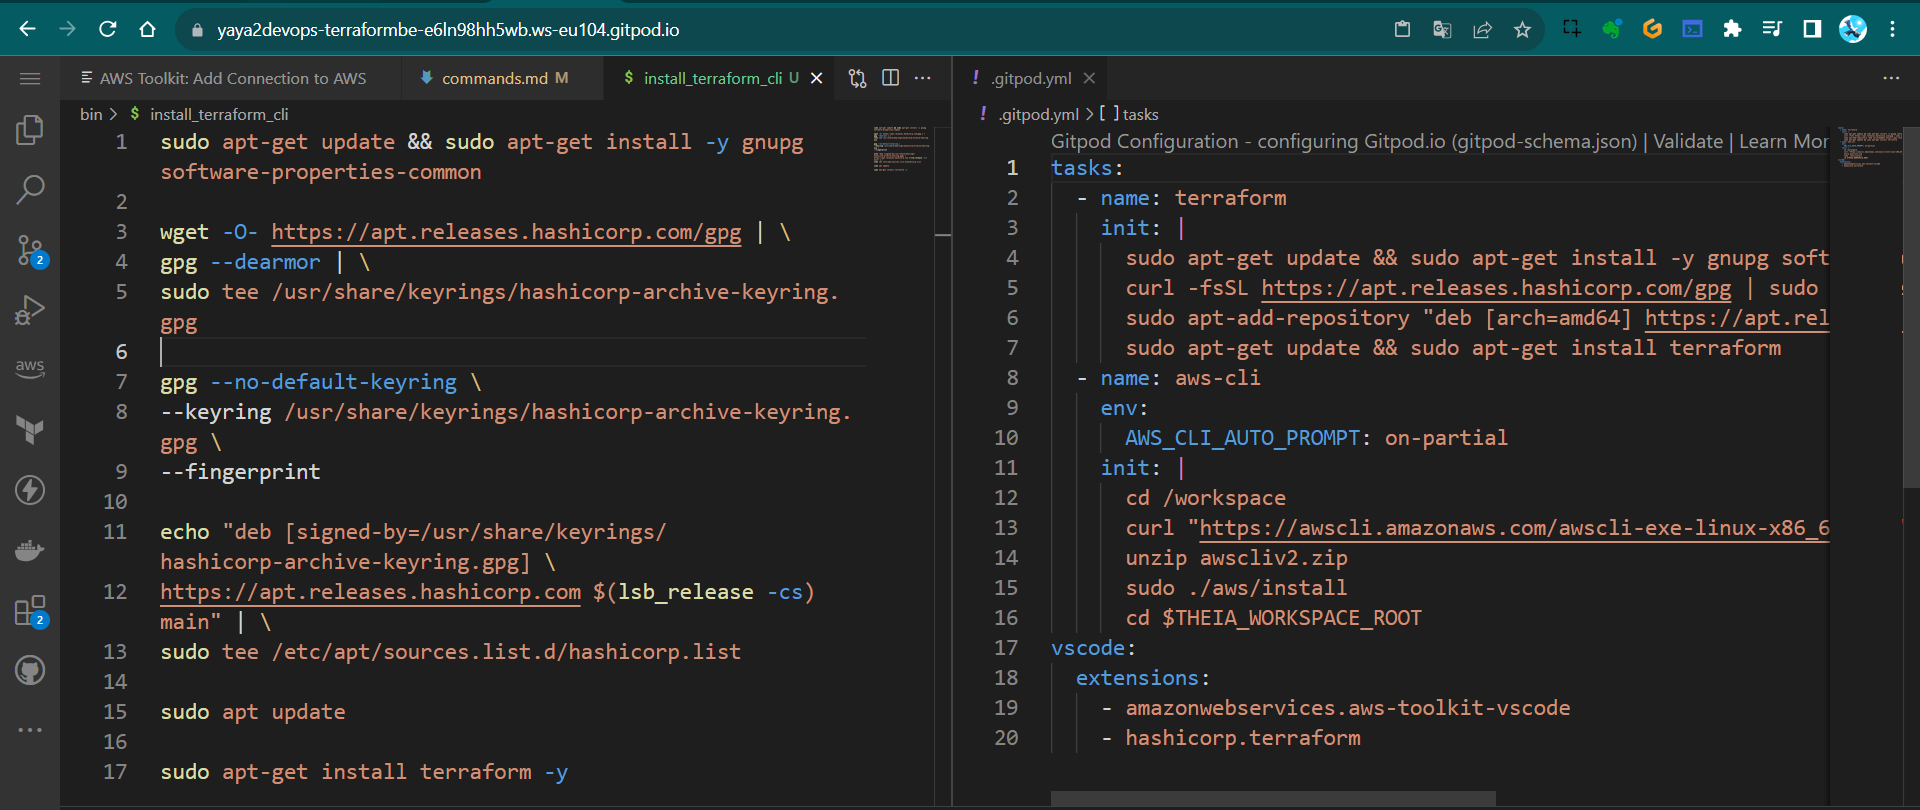 yaya2devops-terraformbe-e6ln98hh5wb.ws-eu104.gitpod.io
AWS Toolkit: Add Connection to AWS
commands.md M
$ install_terraform_cli U
! .gitpod.yml
bin > $ install_terraform_cli
1 sudo apt-get update && sudo apt-get install -y gnupg
software-properties-common
2
3 wget -O- https://apt.releases.hashicorp.com/gpg | \
4 gpg --dearmor | \
5 sudo tee /usr/share/keyrings/hashicorp-archive-keyring.
gpg
6
7 gpg --no-default-keyring \
8 --keyring /usr/share/keyrings/hashicorp-archive-keyring.
gpg \
9 --fingerprint
10
11 echo "deb [signed-by=/usr/share/keyrings/
hashicorp-archive-keyring.gpg] \
12 https://apt.releases.hashicorp.com $(lsb_release -cs)
main" | \
13 sudo tee /etc/apt/sources.list.d/hashicorp.list
14
15 sudo apt update
16
17 sudo apt-get install terraform -y
! .gitpod.yml > [ ] tasks
Gitpod Configuration - configuring Gitpod.io (gitpod-schema.json) | Validate | Learn Mor
1 tasks:
2 - name: terraform
3 init: |
4 sudo apt-get update && sudo apt-get install -y gnupg soft
5 curl -fsSL https://apt.releases.hashicorp.com/gpg | sudo
6 sudo apt-add-repository "deb [arch=amd64] https://apt.rel
7 sudo apt-get update && sudo apt-get install terraform
8 - name: aws-cli
9 env:
10 AWS_CLI_AUTO_PROMPT: on-partial
11 init: |
12 cd /workspace
13 curl "https://awscli.amazonaws.com/awscli-exe-linux-x86_6
14 unzip awscliv2.zip
15 sudo ./aws/install
16 cd $THEIA_WORKSPACE_ROOT
17 vscode:
18 extensions:
19 - amazonwebservices.aws-toolkit-vscode
20 - hashicorp.terraform
2
aws
2